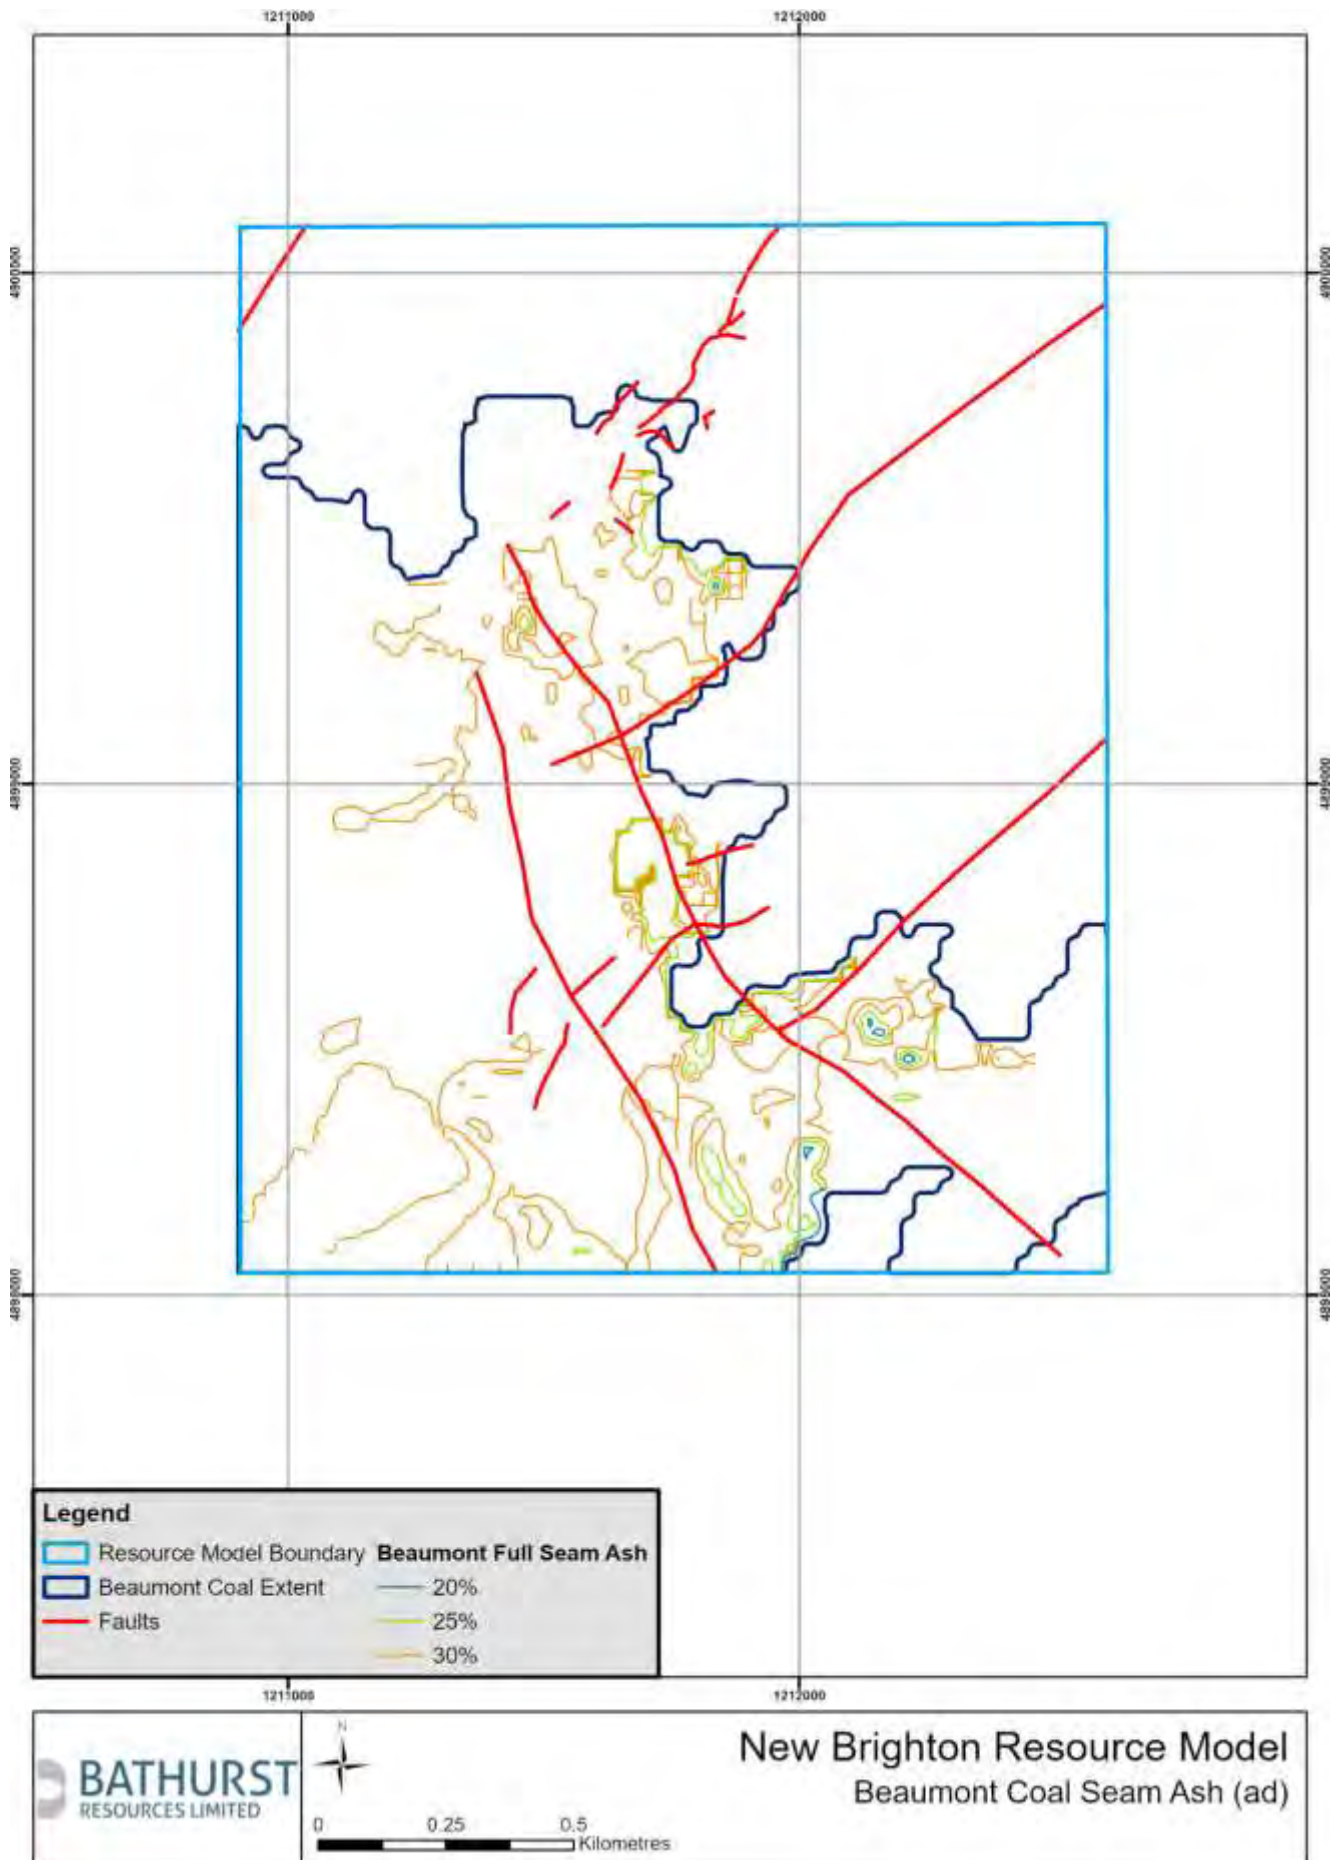 1211000 1212000
4900000 4900000
4899000 4899000
4898000 4898000
Legend
Resource Model Boundary Beaumont Full Seam Ash
Beaumont Coal Extent 20%
Faults 25%
30%
1211000 1212000
N
BATHURST
RESOURCES LIMITED
0 0.25 0.5
Kilometres
New Brighton Resource Model
Beaumont Coal Seam Ash (ad)